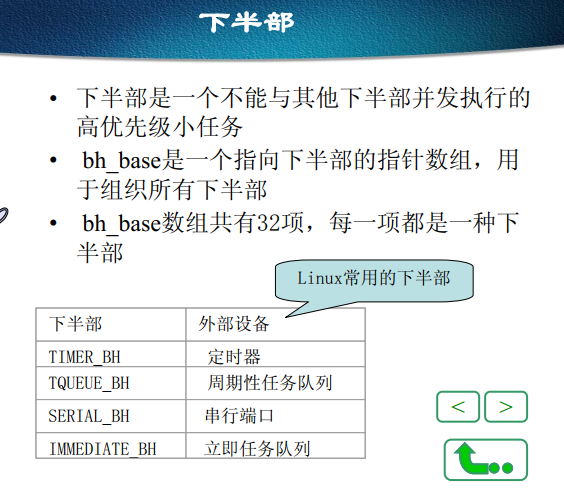 下半部
• 下半部是一个不能与其他下半部并发执行的
高优先级小任务
• bh_base是一个指向下半部的指针数组，用
于组织所有下半部
• bh_base数组共有32项，每一项都是一种下
半部
Linux常用的下半部
下半部 外部设备
TIMER_BH 定时器
TQUEUE_BH 周期性任务队列
SERIAL_BH 串行端口
IMMEDIATE_BH 立即任务队列
< >